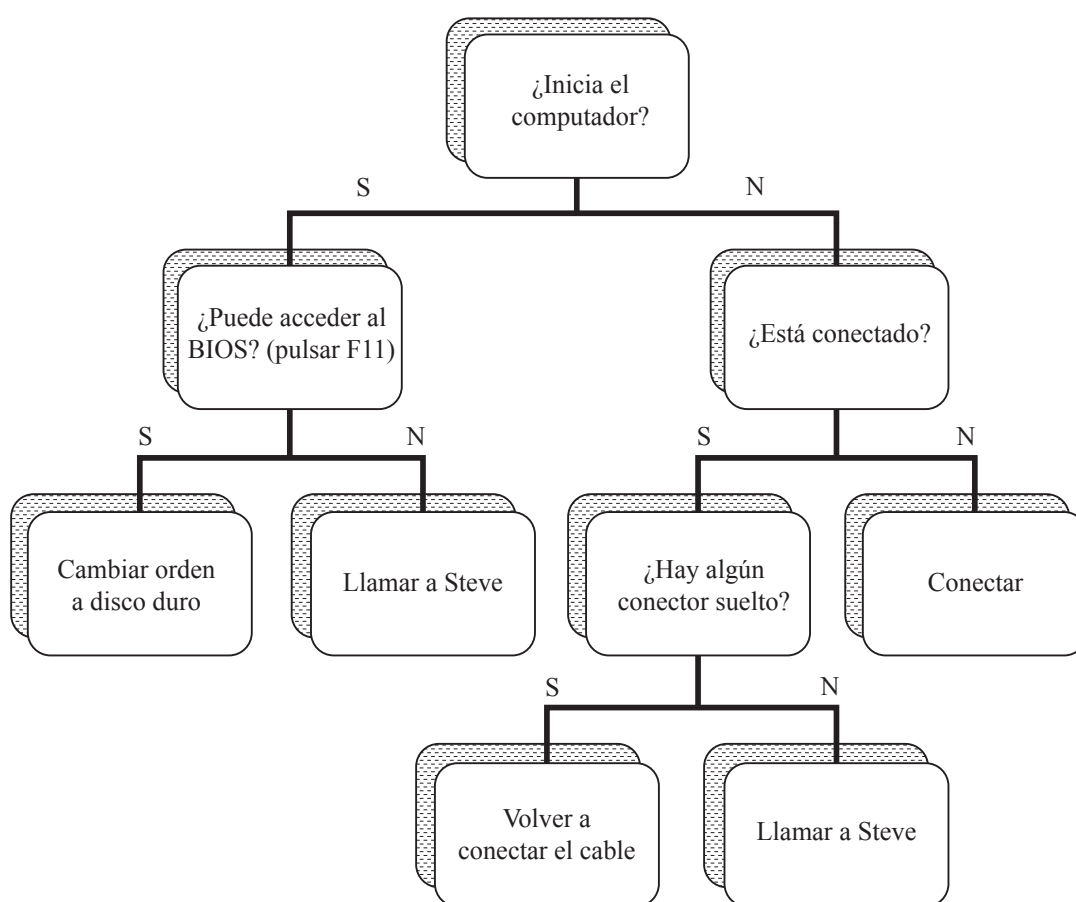 ¿Inicia el
computador?
S
N
¿Puede acceder al
BIOS? (pulsar F11)
¿Está conectado?
S
N
S
N
Cambiar orden
a disco duro
Llamar a Steve
¿Hay algún
conector suelto?
Conectar
S
N
Volver a
conectar el cable
Llamar a Steve